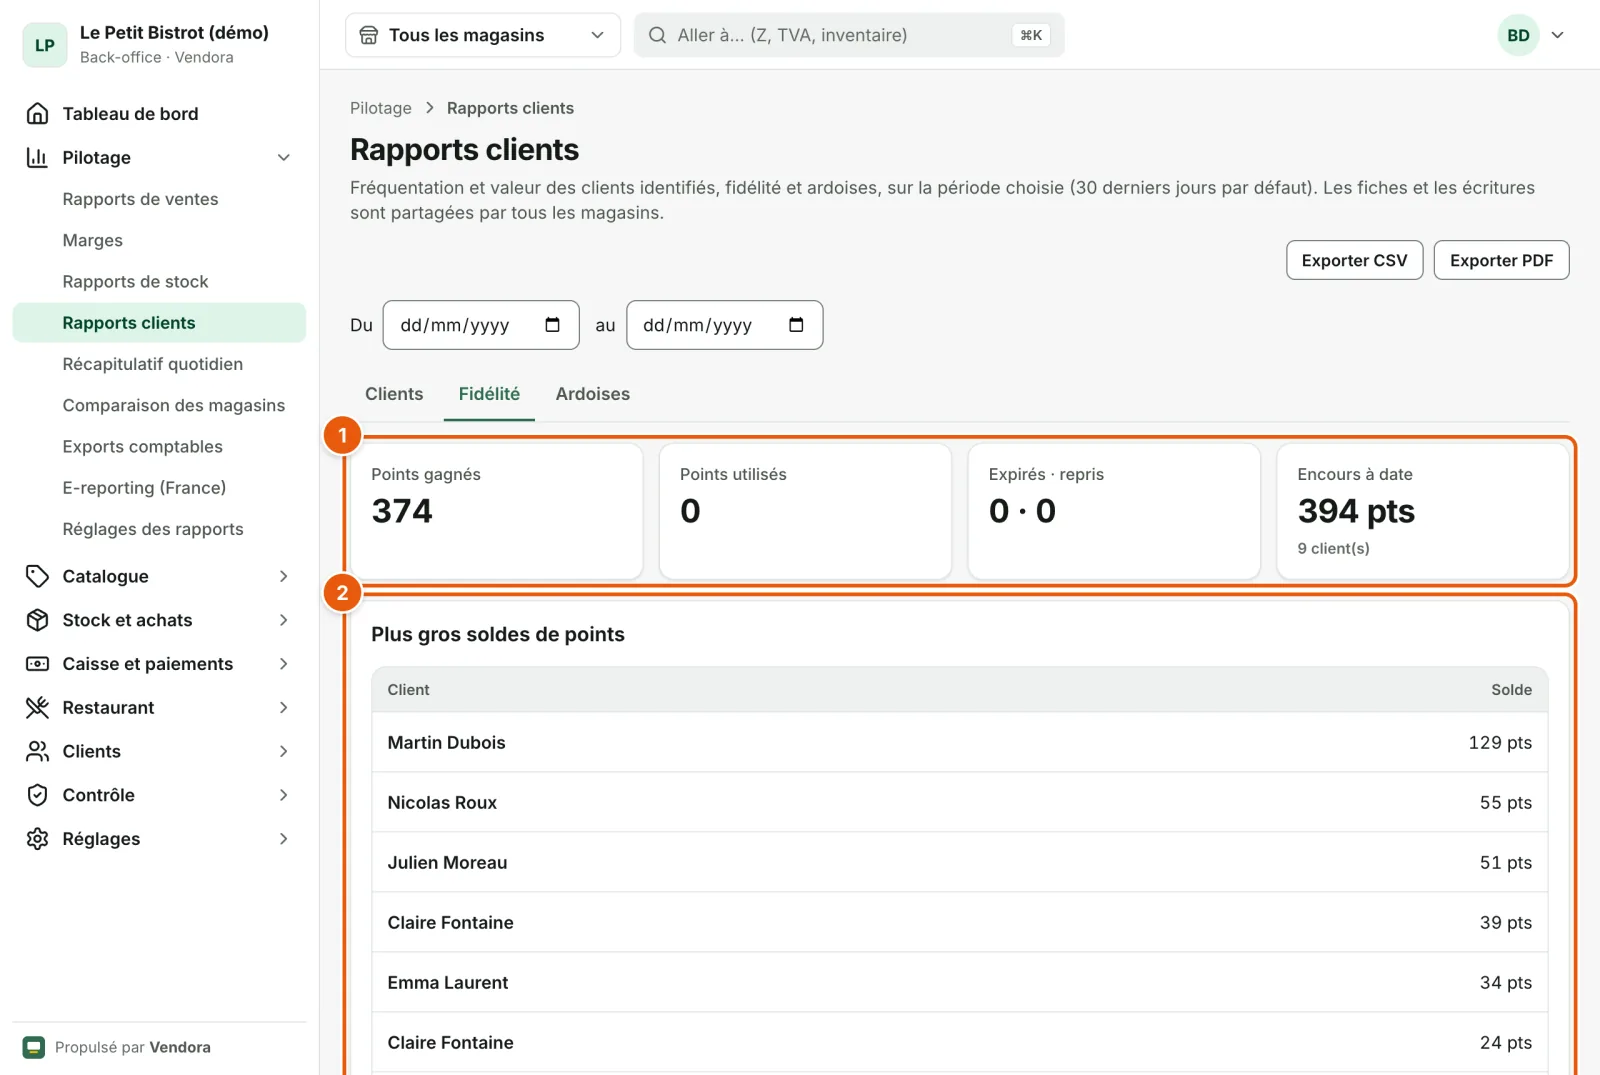 LP
Le Petit Bistrot (démo)
Back-office · Vendora
Tableau de bord
Pilotage
Rapports de ventes
Marges
Rapports de stock
Rapports clients
Récapitulatif quotidien
Comparaison des magasins
Exports comptables
E-reporting (France)
Réglages des rapports
Catalogue
Stock et achats
Caisse et paiements
Restaurant
Clients
Contrôle
Réglages
Propulsé par Vendora
Tous les magasins
Aller à... (Z, TVA, inventaire)
⌘K
BD
Pilotage > Rapports clients
Rapports clients
Fréquentation et valeur des clients identifiés, fidélité et ardoises, sur la période choisie (30 derniers jours par défaut). Les fiches et les écritures
sont partagées par tous les magasins.
Exporter CSV
Exporter PDF
Du dd/mm/yyyy au dd/mm/yyyy
Clients Fidélité Ardoises
1
Points gagnés
374
Points utilisés
0
Expirés · repris
0 · 0
Encours à date
394 pts
9 client(s)
2
Plus gros soldes de points
Client Solde
Martin Dubois 129 pts
Nicolas Roux 55 pts
Julien Moreau 51 pts
Claire Fontaine 39 pts
Emma Laurent 34 pts
Claire Fontaine 24 pts